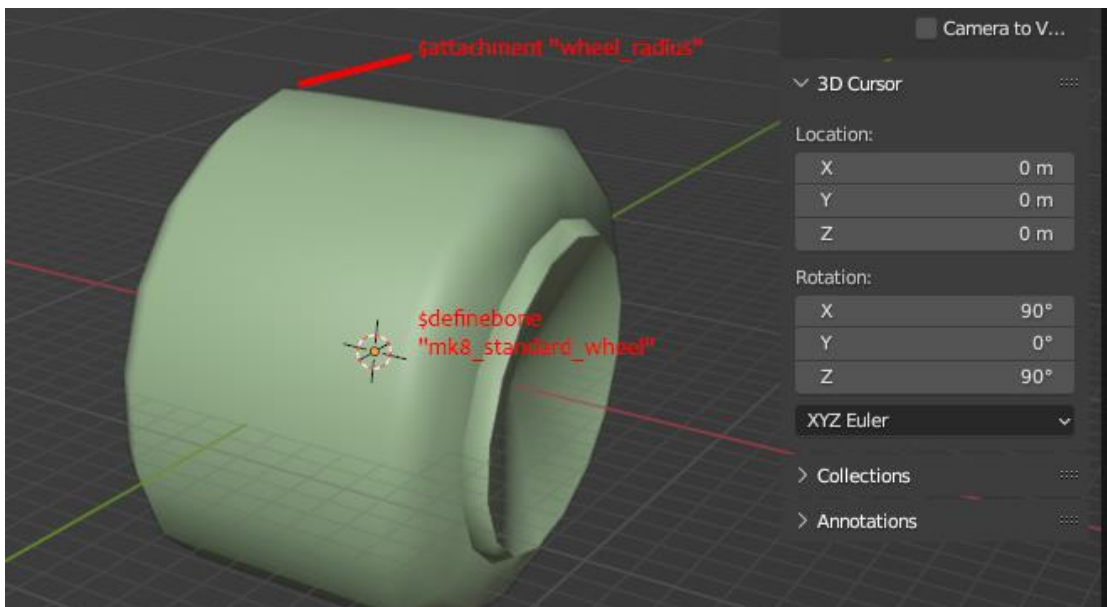 Camera to V...
$attachment "wheel_radius"
3D Cursor
Location:
X 0 m
Y 0 m
Z 0 m
Rotation:
X 90°
Y 0°
Z 90°
XYZ Euler
Collections
Annotations
$definebone
"mk8_standard_wheel"